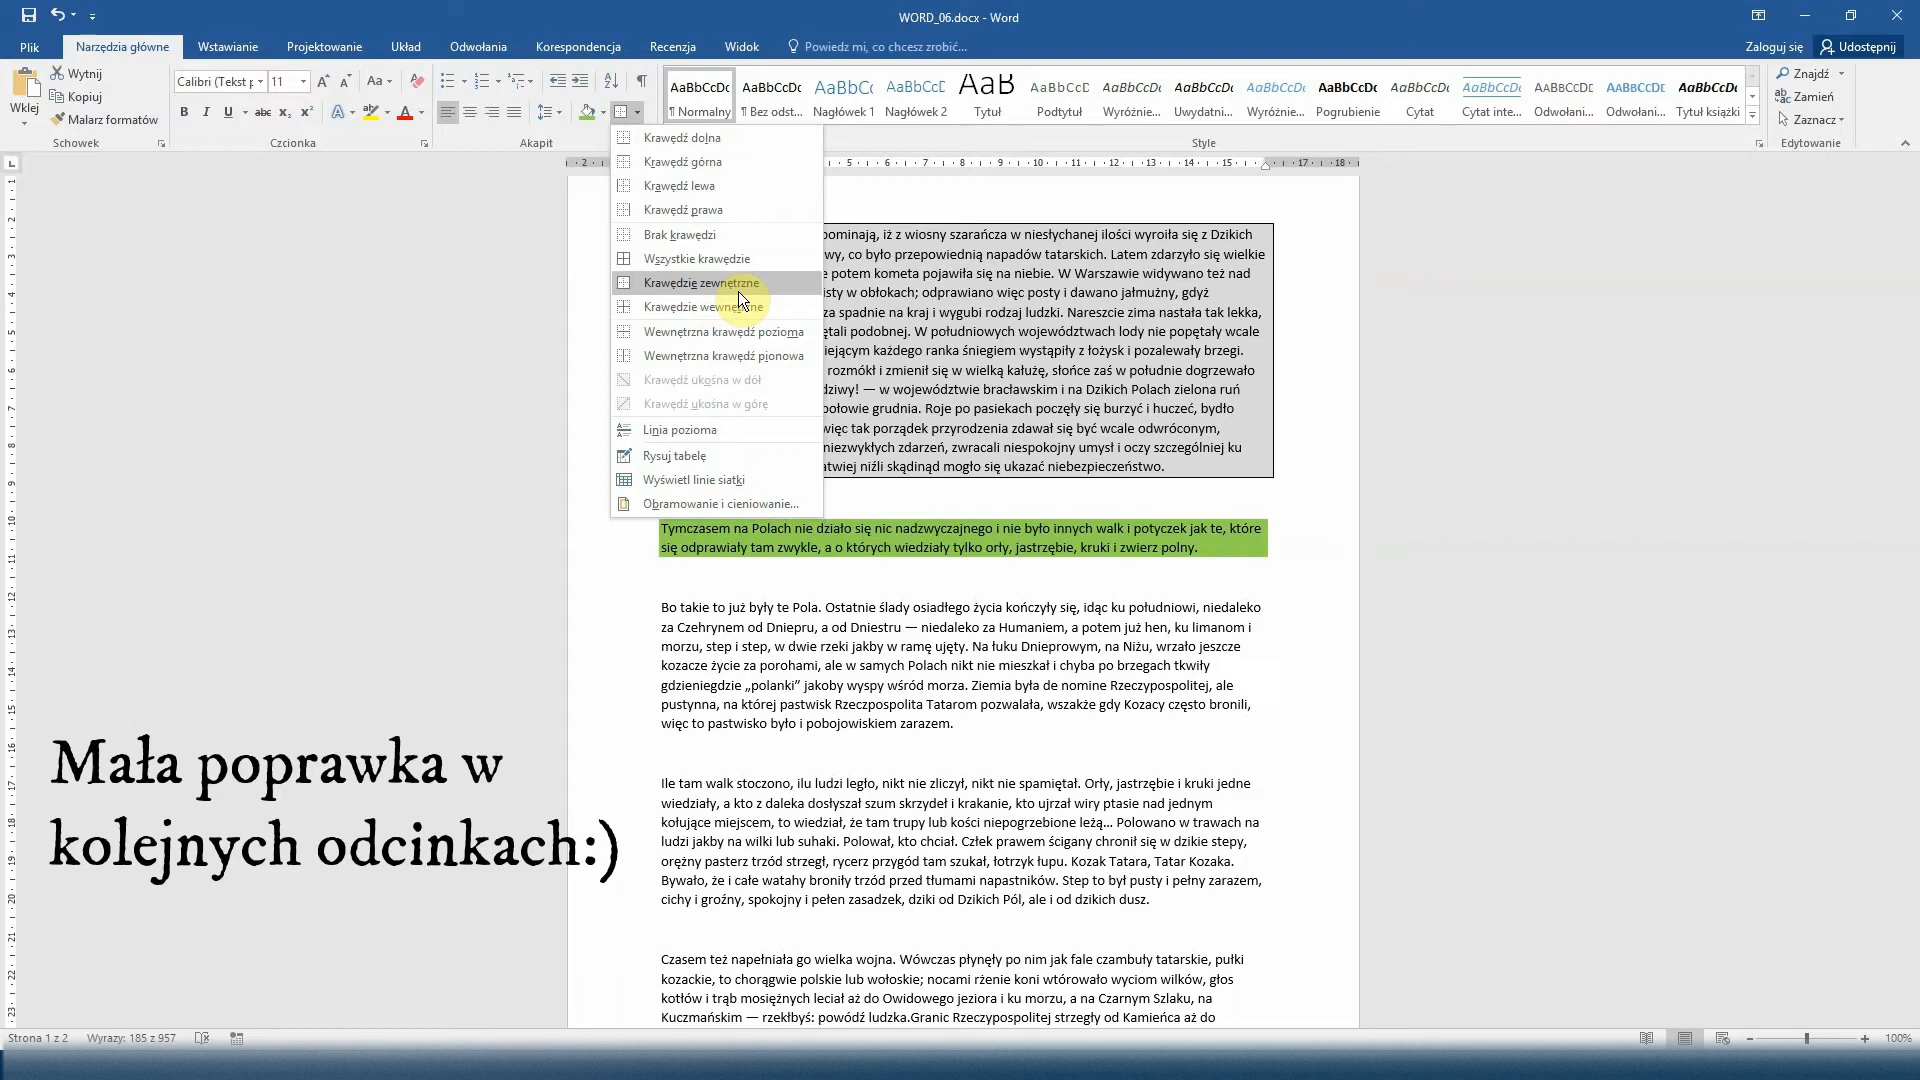 WORD_06.docx - Word
Plik Narzędzia główne Wstawianie Projektowanie Układ Odwołania Korespondencja Recenzja Widok Powiedz mi, co chcesz zrobić... Zaloguj się Udostępnij
Wklej
Wytnij
Kopiuj
Malarz formatów
Schowek
Calibri (Tekst p 11
Czcionka
Akapit
AaBbCcDc AaBbCcDc AaBbCc AaBbCcD AaB AaBbCcD AaBbCcDc AaBbCcDc AaBbCcDc AaBbCcDc AaBbCcDc AaBbCcDc AaBbCcDc AaBbCcDc AaBbCcDc
¶ Normalny ¶ Bez odst... Nagłówek 1 Nagłówek 2 Tytuł Podtytuł Wyróżnie... Uwydatni... Wyróżnie... Pogrubienie Cytat Cytat inte... Odwołani... Odwołani... Tytuł książki
Style
Znajdź
Zamień
Zaznacz
Edytowanie
Krawędź dolna
Krawędź górna
Krawędź lewa
Krawędź prawa
Brak krawędzi
Wszystkie krawędzie
Krawędzie zewnętrzne
Krawędzie wewnętrzne
Wewnętrzna krawędź pozioma
Wewnętrzna krawędź pionowa
Krawędź ukośna w dół
Krawędź ukośna w górę
Linia pozioma
Rysuj tabelę
Wyświetl linie siatki
Obramowanie i cieniowanie...
pominają, iż z wiosny szarańcza w niesłychanej ilości wyroiła się z Dzikich
wy, co było przepowiednią napadów tatarskich. Latem zdarzyło się wielkie
e potem kometa pojawiła się na niebie. W Warszawie widywano też nad
isty w obłokach; odprawiano więc posty i dawano jałmużny, gdyż
za spadnie na kraj i wygubi rodzaj ludzki. Nareszcie zima nastała tak lekka,
ętali podobnej. W południowych województwach lody nie popętały wcale
iejącym każdego ranka śniegiem wystąpiły z łożysk i pozalewały brzegi.
rozmókł i zmienił się w wielką kałużę, słońce zaś w południe dogrzewało
dziwy! — w województwie bracławskim i na Dzikich Polach zielona ruń
połowie grudnia. Roje po pasiekach poczęły się burzyć i huczeć, bydło
więc tak porządek przyrodzenia zdawał się być wcale odwróconym,
niezwykłych zdarzeń, zwracali niespokojny umysł i oczy szczególniej ku
atwiej niźli skądinąd mogło się ukazać niebezpieczeństwo.
Tymczasem na Polach nie działo się nic nadzwyczajnego i nie było innych walk i potyczek jak te, które
się odprawiały tam zwykle, a o których wiedziały tylko orły, jastrzębie, kruki i zwierz polny.
Bo takie to już były te Pola. Ostatnie ślady osiadłego życia kończyły się, idąc ku południowi, niedaleko
za Czehrynem od Dniepru, a od Dniestru — niedaleko za Humaniem, a potem już hen, ku limanom i
morzu, step i step, w dwie rzeki jakby w ramę ujęty. Na łuku Dnieprowym, na Niżu, wrzało jeszcze
kozacze życie za porohami, ale w samych Polach nikt nie mieszkał i chyba po brzegach tkwiły
gdzieniegdzie „polanki” jakoby wyspy wśród morza. Ziemia była de nomine Rzeczypospolitej, ale
pustynna, na której pastwisk Rzeczpospolita Tatarom pozwalała, wszakże gdy Kozacy często bronili,
więc to pastwisko było i pobojowiskiem zarazem.
Ile tam walk stoczono, ilu ludzi legło, nikt nie zliczył, nikt nie spamiętał. Orły, jastrzębie i kruki jedne
wiedziały, a kto z daleka dosłyszał szum skrzydeł i krakanie, kto ujrzał wiry ptasie nad jednym
kołujące miejscem, to wiedział, że tam trupy lub kości niepogrzebione leżą... Polowano w trawach na
ludzi jakby na wilki lub suhaki. Polował, kto chciał. Człek prawem ścigany chronił się w dzikie stepy,
orężny pasterz trzód strzegł, rycerz przygód tam szukał, łotrzyk łupu. Kozak Tatara, Tatar Kozaka.
Bywało, że i całe watahy broniły trzód przed tłumami napastników. Step to był pusty i pełny zarazem,
cichy i groźny, spokojny i pełen zasadzek, dziki od Dzikich Pól, ale i od dzikich dusz.
Czasem też napełniała go wielka wojna. Wówczas płynęły po nim jak fale czambuły tatarskie, pułki
kozackie, to chorągwie polskie lub wołoskie; nocami rżenie koni wtórowało wyciom wilków, głos
kotłów i trąb mosiężnych leciał aż do Owidowego jeziora i ku morzu, a na Czarnym Szlaku, na
Kuczmańskim — rzekłbyś: powódź ludzka.Granic Rzeczypospolitej strzegły od Kamieńca aż do
Mała poprawka w
kolejnych odcinkach:)
Strona 1 z 2 Wyrazy: 185 z 957 100%